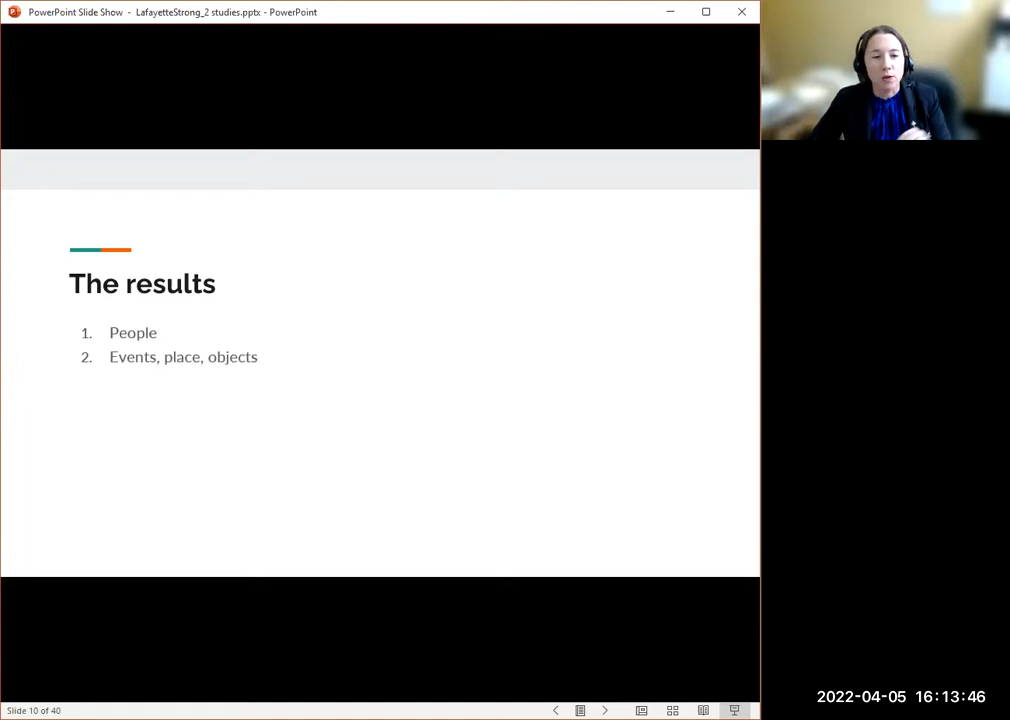 PowerPoint Slide Show - LafayetteStrong_2 studies.pptx - PowerPoint
The results
1. People
2. Events, place, objects
Slide 10 of 40
2022-04-05 16:13:46